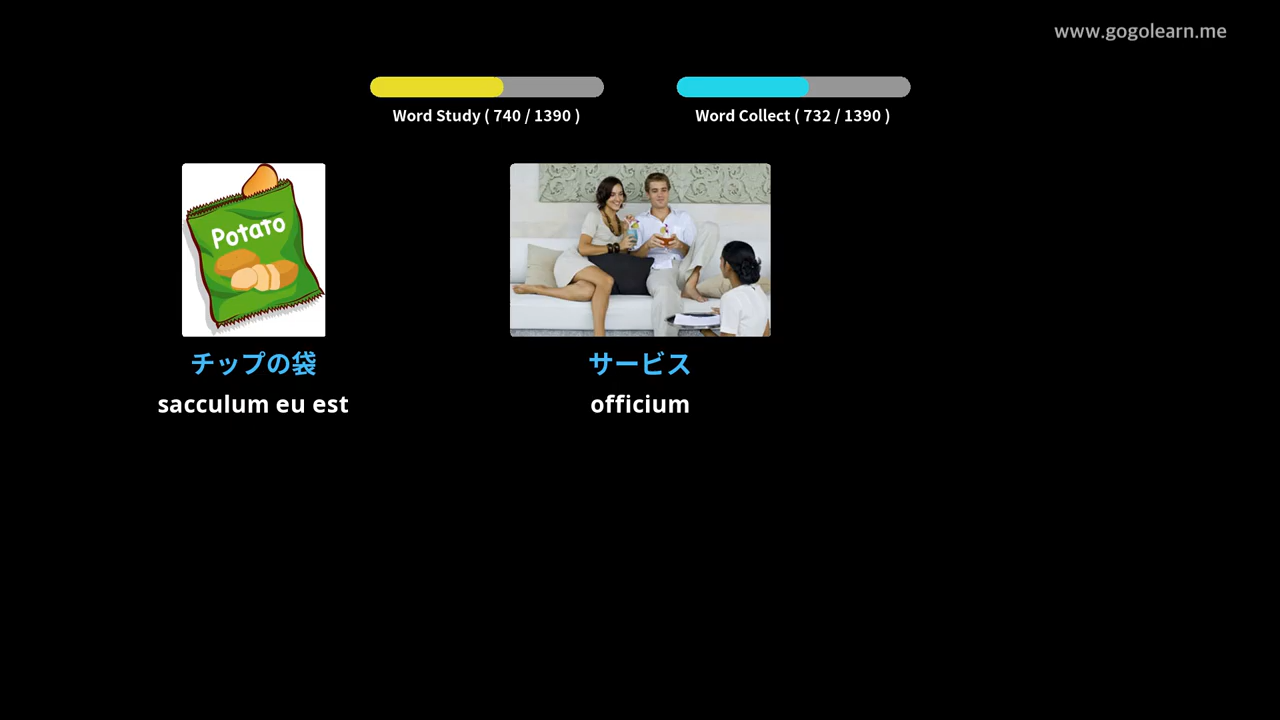 www.gogolearn.me
Word Study ( 740 / 1390 )
Word Collect ( 732 / 1390 )
Potato
チップの袋
サービス
sacculum eu est
officium